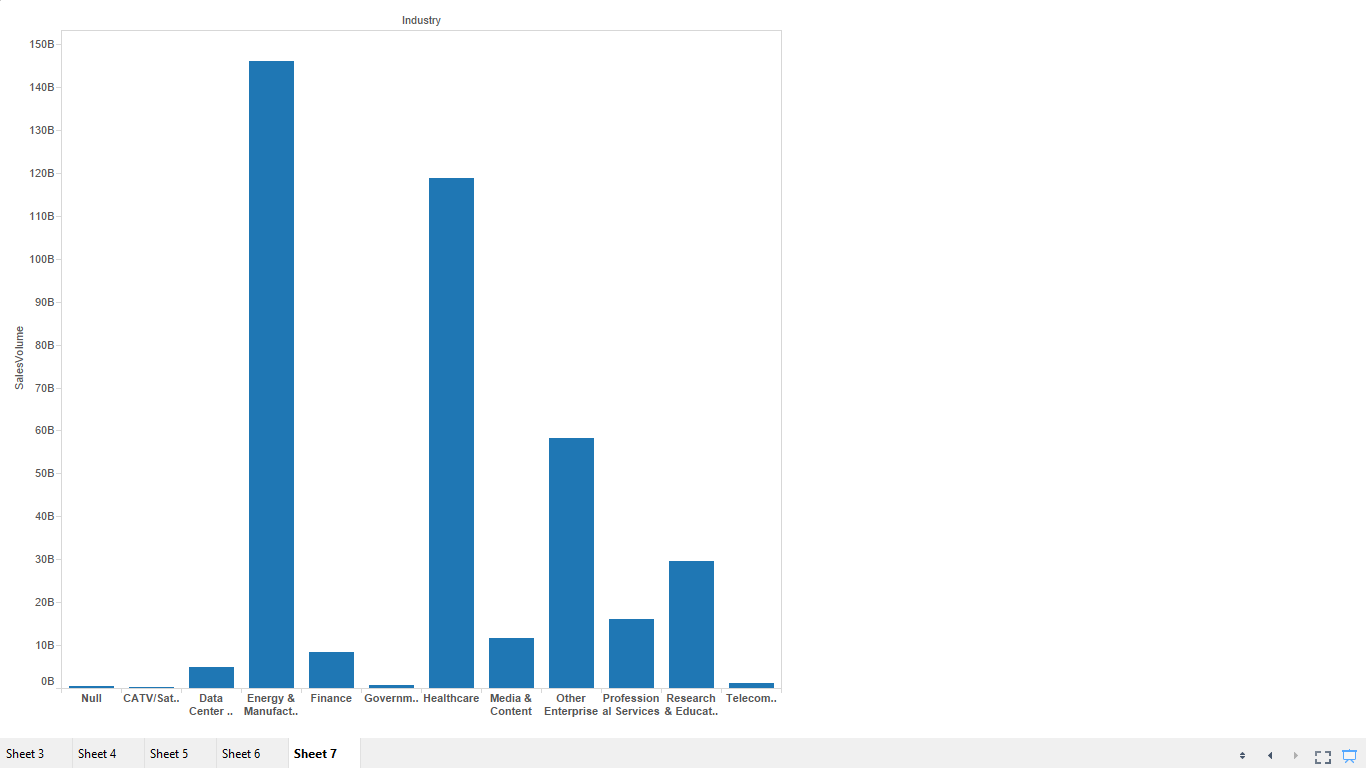 Industry
150B
140B
130B
120B
110B
100B
90B
80B
70B
60B
50B
40B
30B
20B
10B
0B
SalesVolume
Null CATV/Sat.. Data Energy & Finance Governm.. Healthcare Media & Other Profession Research Telecom..
Center .. Manufact.. Content Enterprise al Services & Educat..
Sheet 3 Sheet 4 Sheet 5 Sheet 6 Sheet 7